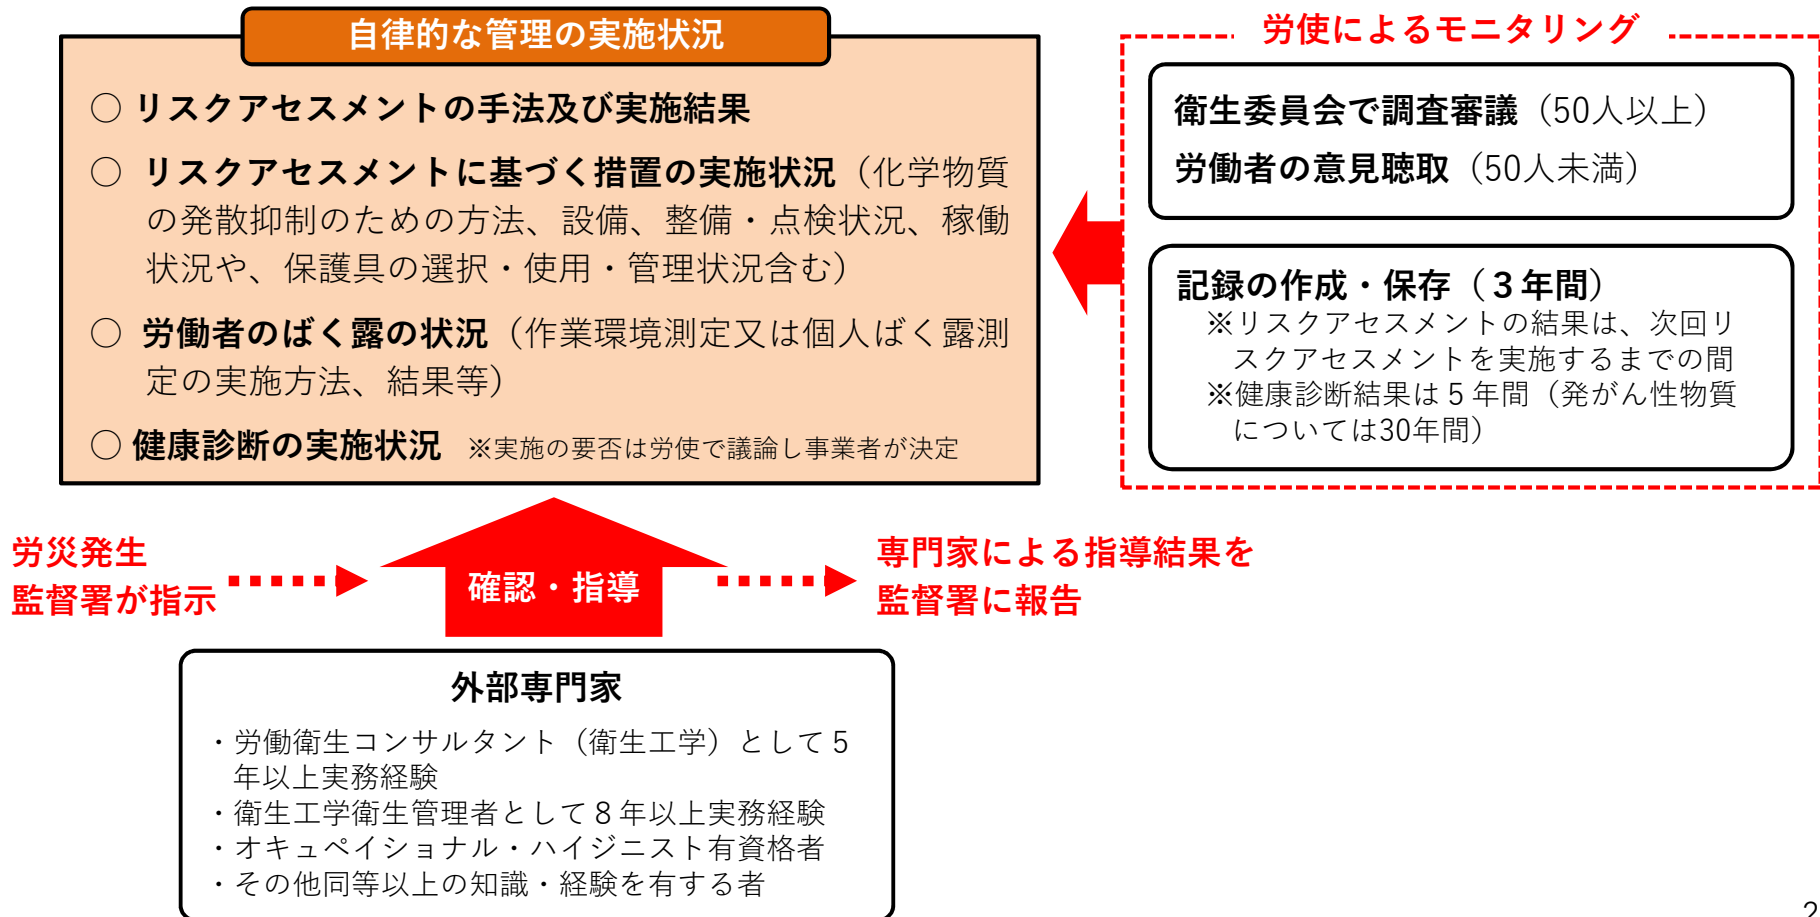 自律的な管理の実施状況
○ リスクアセスメントの手法及び実施結果
○ リスクアセスメントに基づく措置の実施状況（化学物質
の発散抑制のための方法、設備、整備・点検状況、稼働
状況や、保護具の選択・使用・管理状況含む）
○ 労働者のばく露の状況（作業環境測定又は個人ばく露測
定の実施方法、結果等）
○ 健康診断の実施状況 ※実施の要否は労使で議論し事業者が決定
労使によるモニタリング
衛生委員会で調査審議（50人以上）
労働者の意見聴取（50人未満）
記録の作成・保存（３年間）
※リスクアセスメントの結果は、次回リ
スクアセスメントを実施するまでの間
※健康診断結果は５年間（発がん性物質
については30年間）
労災発生
監督署が指示
確認・指導
専門家による指導結果を
監督署に報告
外部専門家
・労働衛生コンサルタント（衛生工学）として５
年以上実務経験
・衛生工学衛生管理者として８年以上実務経験
・オキュペイショナル・ハイジニスト有資格者
・その他同等以上の知識・経験を有する者
2